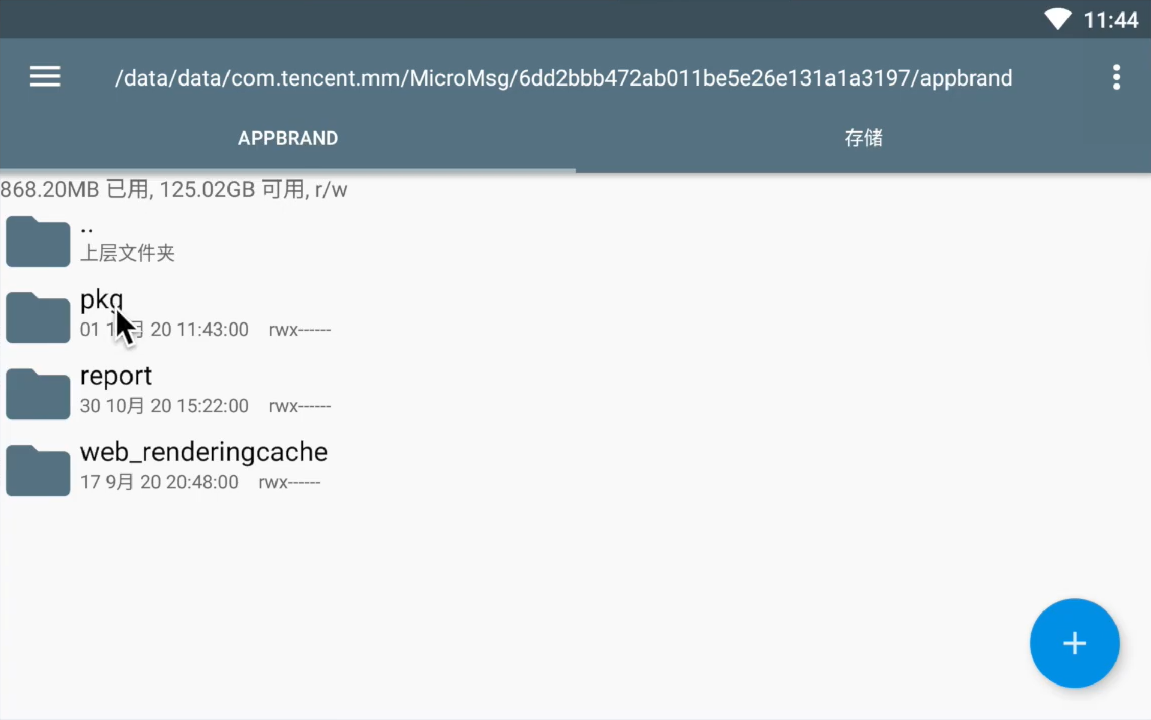 11:44
/data/data/com.tencent.mm/MicroMsg/6dd2bbb472ab011be5e26e131a1a3197/appbrand
APPBRAND
存储
868.20MB 已用, 125.02GB 可用, r/w
..
上层文件夹
pkg
01 月 20 11:43:00 rwx------
report
30 10月 20 15:22:00 rwx------
web_renderingcache
17 9月 20 20:48:00 rwx------